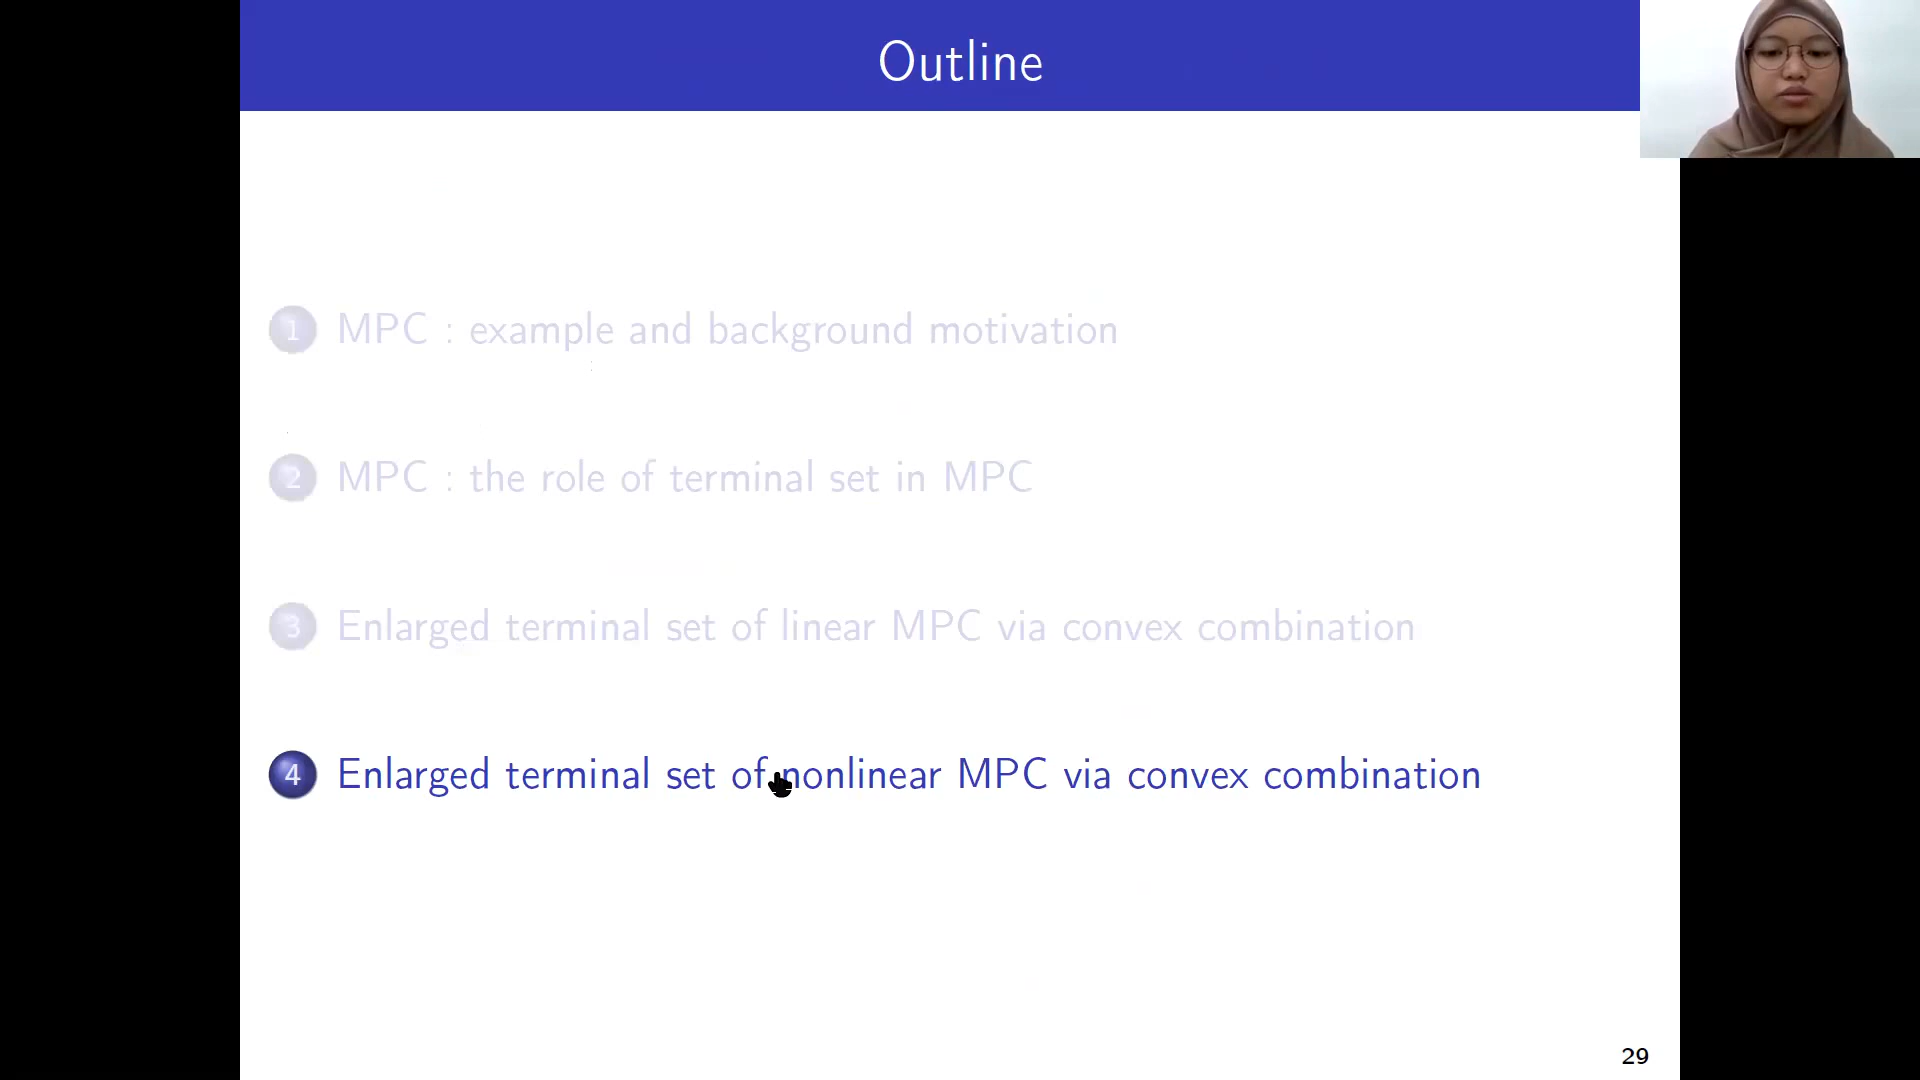 Outline
1 MPC : example and background motivation
2 MPC : the role of terminal set in MPC
3 Enlarged terminal set of linear MPC via convex combination
4 Enlarged terminal set of nonlinear MPC via convex combination
29